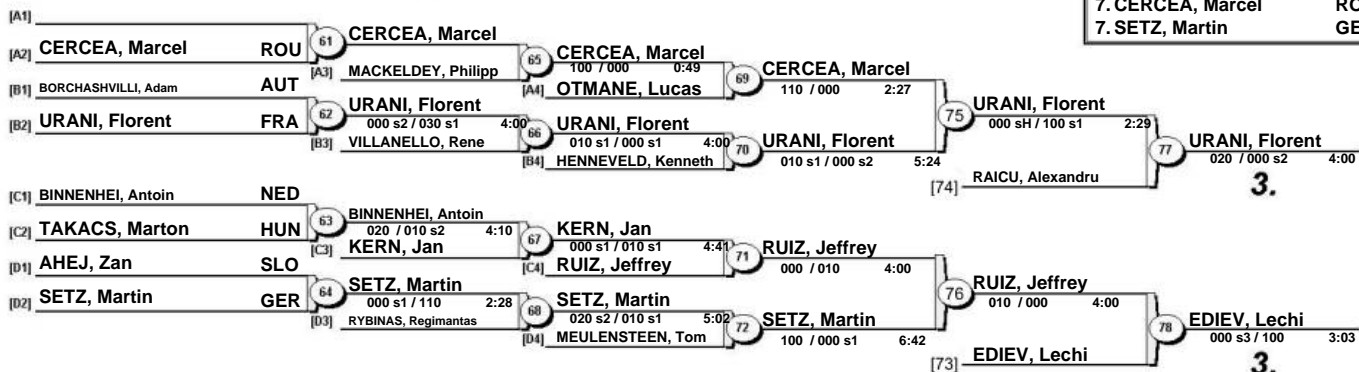 7. CERCEA, Marcel RO
7. SETZ, Martin GE
[A1]
[A2] CERCEA, Marcel ROU
61 CERCEA, Marcel
[A3] MACKELDEY, Philipp
65 CERCEA, Marcel
100 / 000 0:49
[A4] OTMANE, Lucas
69 CERCEA, Marcel
110 / 000 2:27
[B1] BORCHASHVILLI, Adam AUT
[B2] URANI, Florent FRA
62 URANI, Florent
000 s2 / 030 s1 4:00
[B3] VILLANELLO, Rene
66 URANI, Florent
010 s1 / 000 s1 4:00
[B4] HENNEVELD, Kenneth
70 URANI, Florent
010 s1 / 000 s2 5:24
75 URANI, Florent
000 sH / 100 s1 2:29
[74] RAICU, Alexandru
77 URANI, Florent
020 / 000 s2 4:00
3.
[C1] BINNENHEI, Antoin NED
[C2] TAKACS, Marton HUN
63 BINNENHEI, Antoin
020 / 010 s2 4:10
[C3] KERN, Jan
67 KERN, Jan
000 s1 / 010 s1 4:41
[C4] RUIZ, Jeffrey
71 RUIZ, Jeffrey
000 / 010 4:00
[D1] AHEJ, Zan SLO
[D2] SETZ, Martin GER
64 SETZ, Martin
000 s1 / 110 2:28
[D3] RYBINAS, Regimantas
68 SETZ, Martin
020 s2 / 010 s1 5:02
[D4] MEULENSTEEN, Tom
72 SETZ, Martin
100 / 000 s1 6:42
76 RUIZ, Jeffrey
010 / 000 4:00
[73] EDIEV, Lechi
78 EDIEV, Lechi
000 s3 / 100 3:03
3.